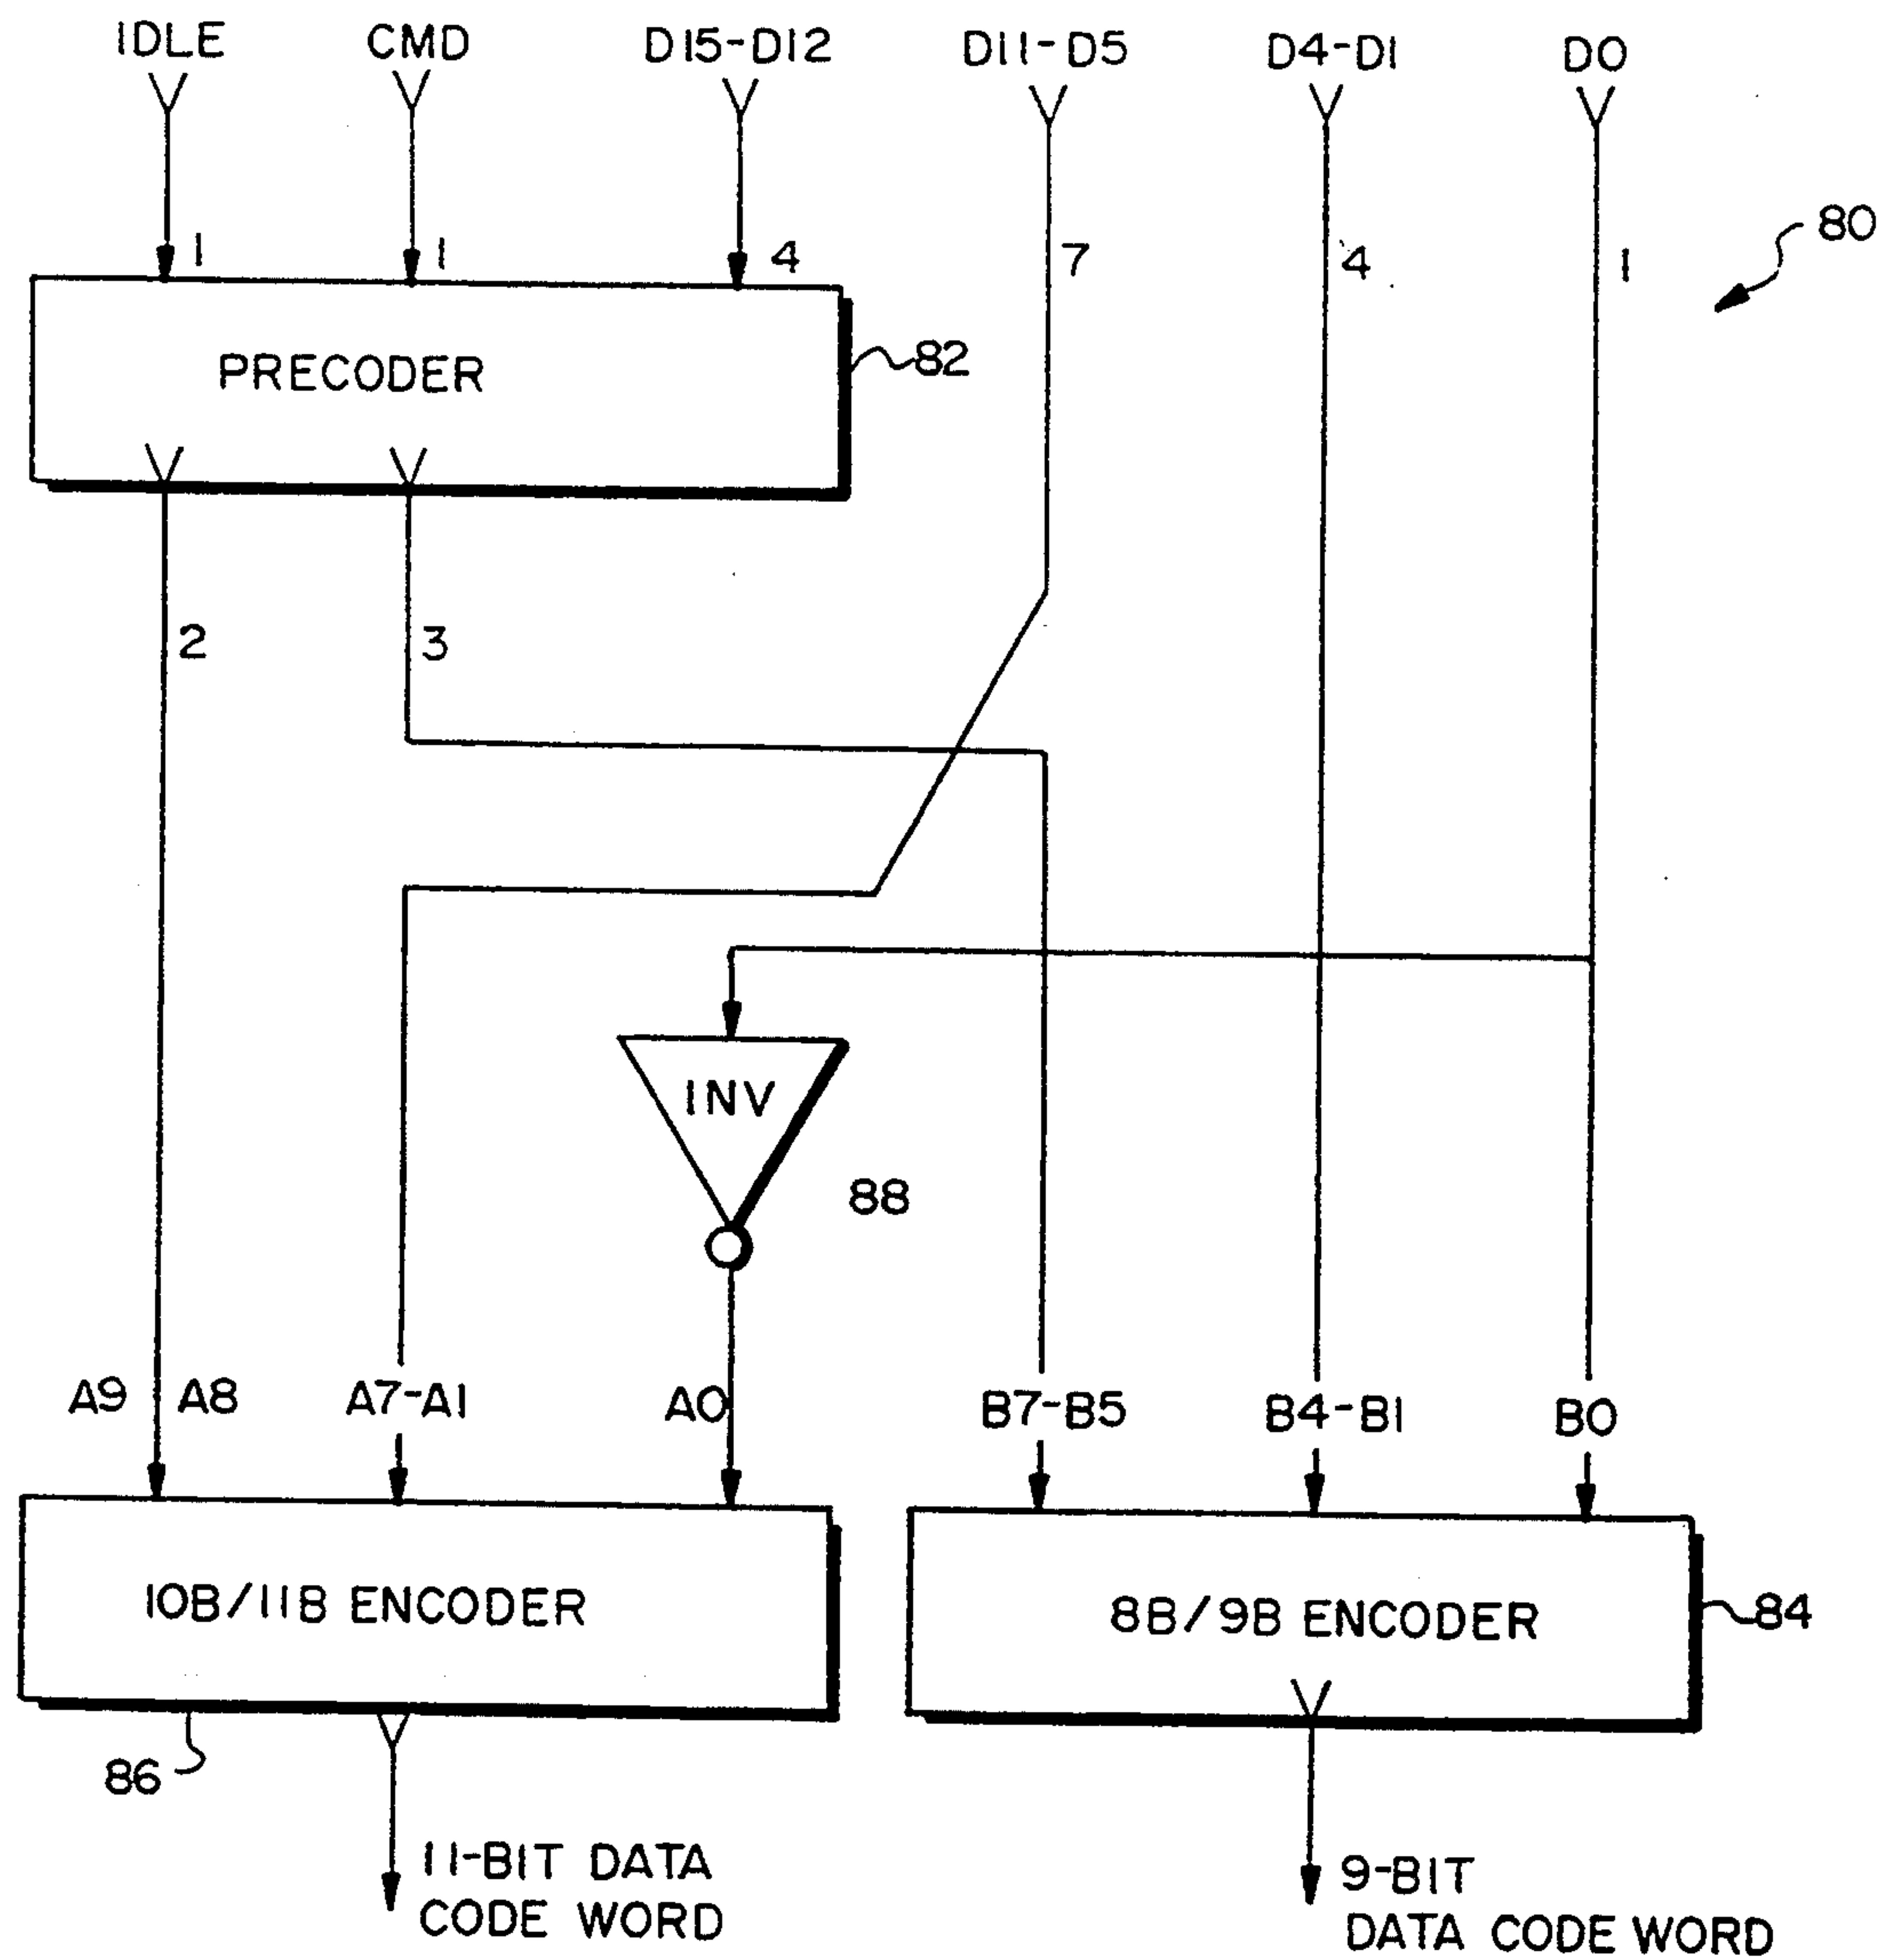 IDLE CMD D15-D12 D11-D5 D4-D1 D0
1 1 4 7 4 1
80
PRECODER
82
2 3
INV
88
A9 A8 A7-A1 A0 B7-B5 B4-B1 B0
10B/11B ENCODER
8B/9B ENCODER
84
86
11-BIT DATA
CODE WORD
9-BIT
DATA CODE WORD